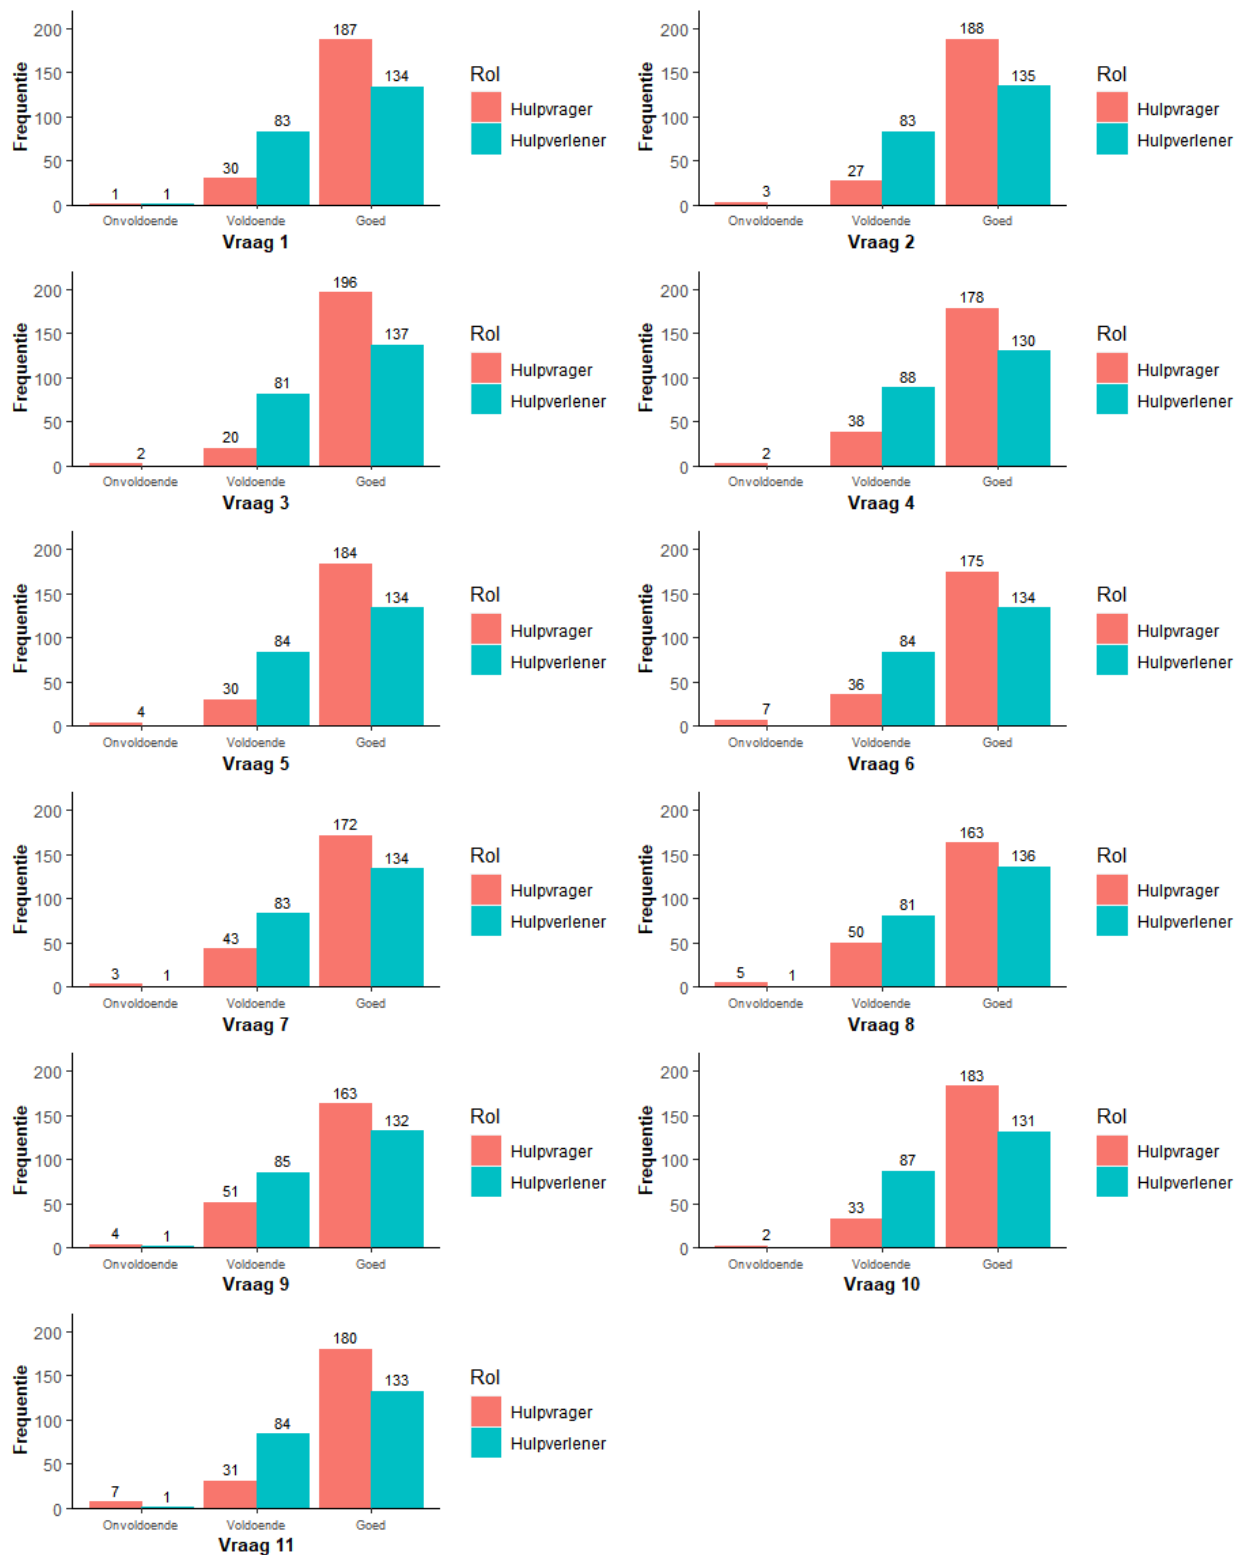 200
150
100
50
0
Frequentie
1
1
30
83
187
134
Onvoldoende
Voldoende
Goed
Vraag 1
Rol
Hulpvrager
Hulpverlener
200
150
100
50
0
Frequentie
3
27
83
188
135
Onvoldoende
Voldoende
Goed
Vraag 2
Rol
Hulpvrager
Hulpverlener
200
150
100
50
0
Frequentie
2
20
81
196
137
Onvoldoende
Voldoende
Goed
Vraag 3
Rol
Hulpvrager
Hulpverlener
200
150
100
50
0
Frequentie
2
38
88
178
130
Onvoldoende
Voldoende
Goed
Vraag 4
Rol
Hulpvrager
Hulpverlener
200
150
100
50
0
Frequentie
4
30
84
184
134
Onvoldoende
Voldoende
Goed
Vraag 5
Rol
Hulpvrager
Hulpverlener
200
150
100
50
0
Frequentie
7
36
84
175
134
Onvoldoende
Voldoende
Goed
Vraag 6
Rol
Hulpvrager
Hulpverlener
200
150
100
50
0
Frequentie
3
1
43
83
172
134
Onvoldoende
Voldoende
Goed
Vraag 7
Rol
Hulpvrager
Hulpverlener
200
150
100
50
0
Frequentie
5
1
50
81
163
136
Onvoldoende
Voldoende
Goed
Vraag 8
Rol
Hulpvrager
Hulpverlener
200
150
100
50
0
Frequentie
4
1
51
85
163
132
Onvoldoende
Voldoende
Goed
Vraag 9
Rol
Hulpvrager
Hulpverlener
200
150
100
50
0
Frequentie
2
33
87
183
131
Onvoldoende
Voldoende
Goed
Vraag 10
Rol
Hulpvrager
Hulpverlener
200
150
100
50
0
Frequentie
7
1
31
84
180
133
Onvoldoende
Voldoende
Goed
Vraag 11
Rol
Hulpvrager
Hulpverlener